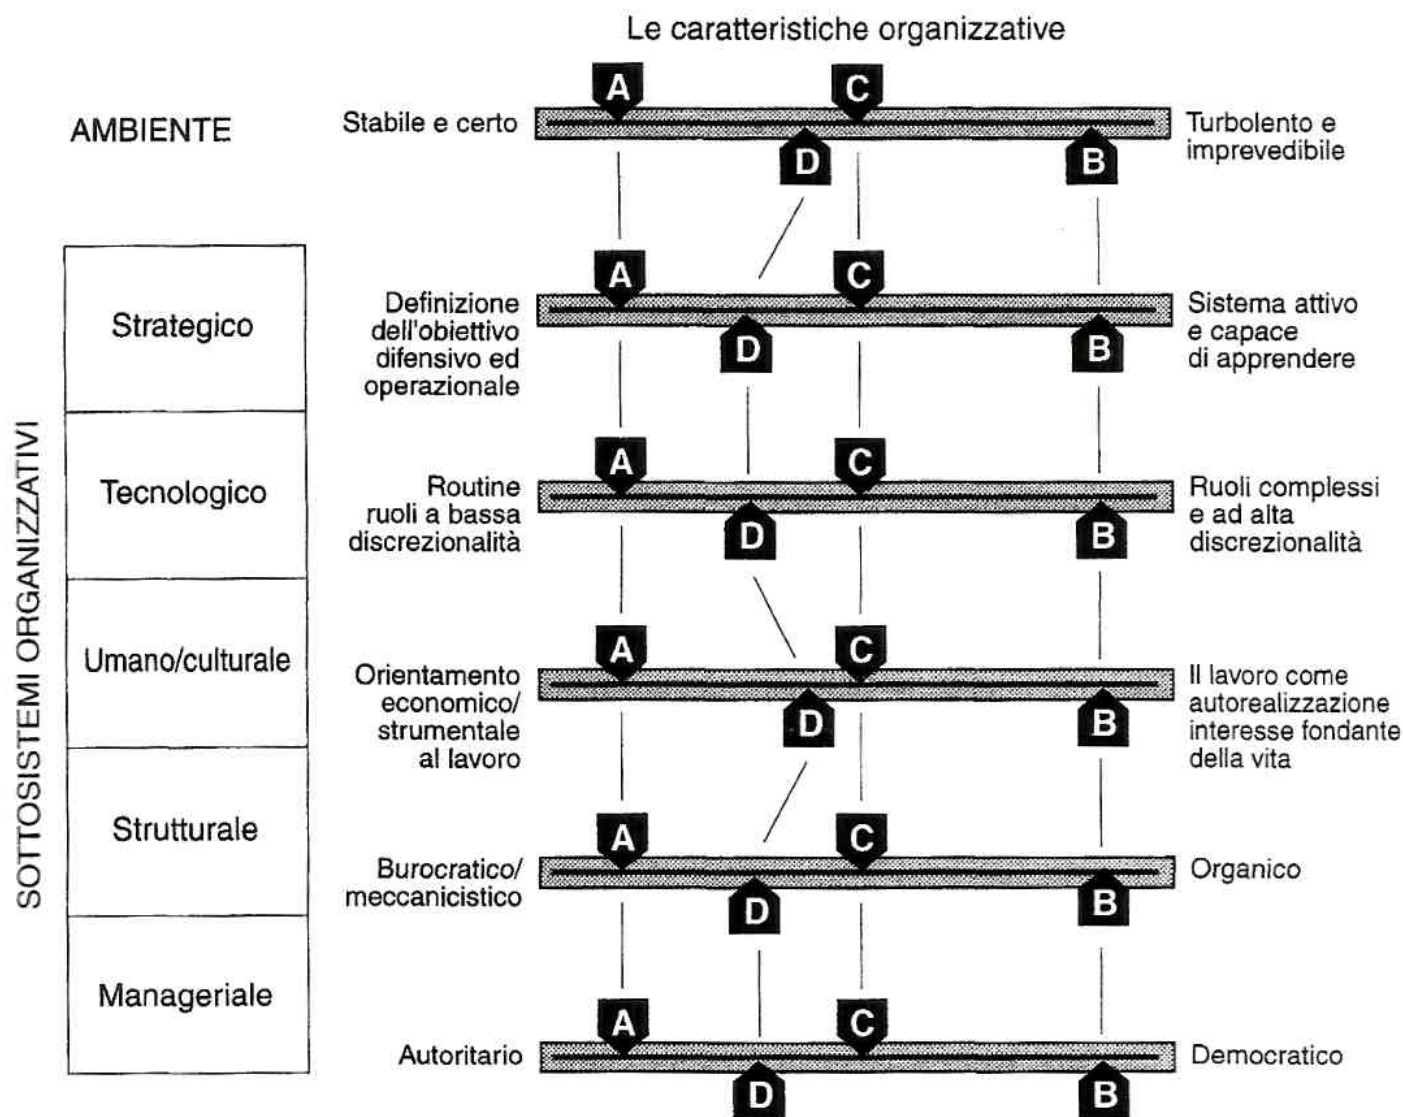 Le caratteristiche organizzative
A
C
AMBIENTE
Stabile e certo
Turbolento e
imprevedibile
D
B
SOTTOSISTEMI ORGANIZZATIVI
Strategico
A
C
Definizione
dell'obiettivo
difensivo ed
operazionale
Sistema attivo
e capace
di apprendere
D
B
Tecnologico
A
C
Routine
ruoli a bassa
discrezionalità
Ruoli complessi
e ad alta
discrezionalità
D
B
Umano/culturale
A
C
Orientamento
economico/
strumentale
al lavoro
Il lavoro come
autorealizzazione
interesse fondante
della vita
D
B
Strutturale
A
C
Burocratico/
meccanicistico
Organico
D
B
Manageriale
A
C
Autoritario
Democratico
D
B